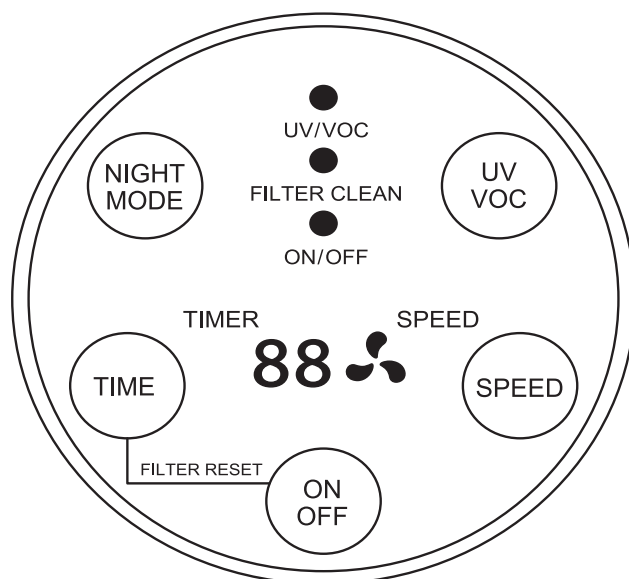 UV/VOC
NIGHT
MODE
FILTER CLEAN
UV
VOC
ON/OFF
TIMER
SPEED
88
TIME
SPEED
FILTER RESET
ON
OFF